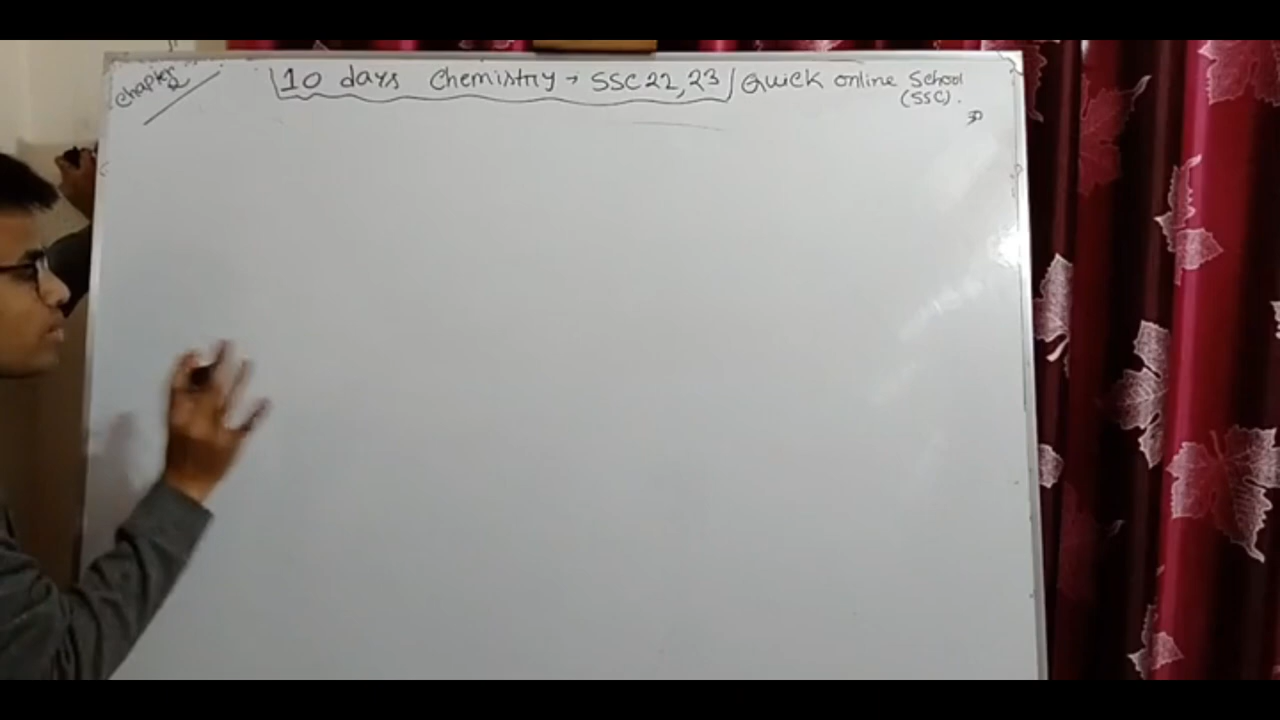 Chapter
2
10 days Chemistry → SSC 22, 23 Quick online School
(SSC).